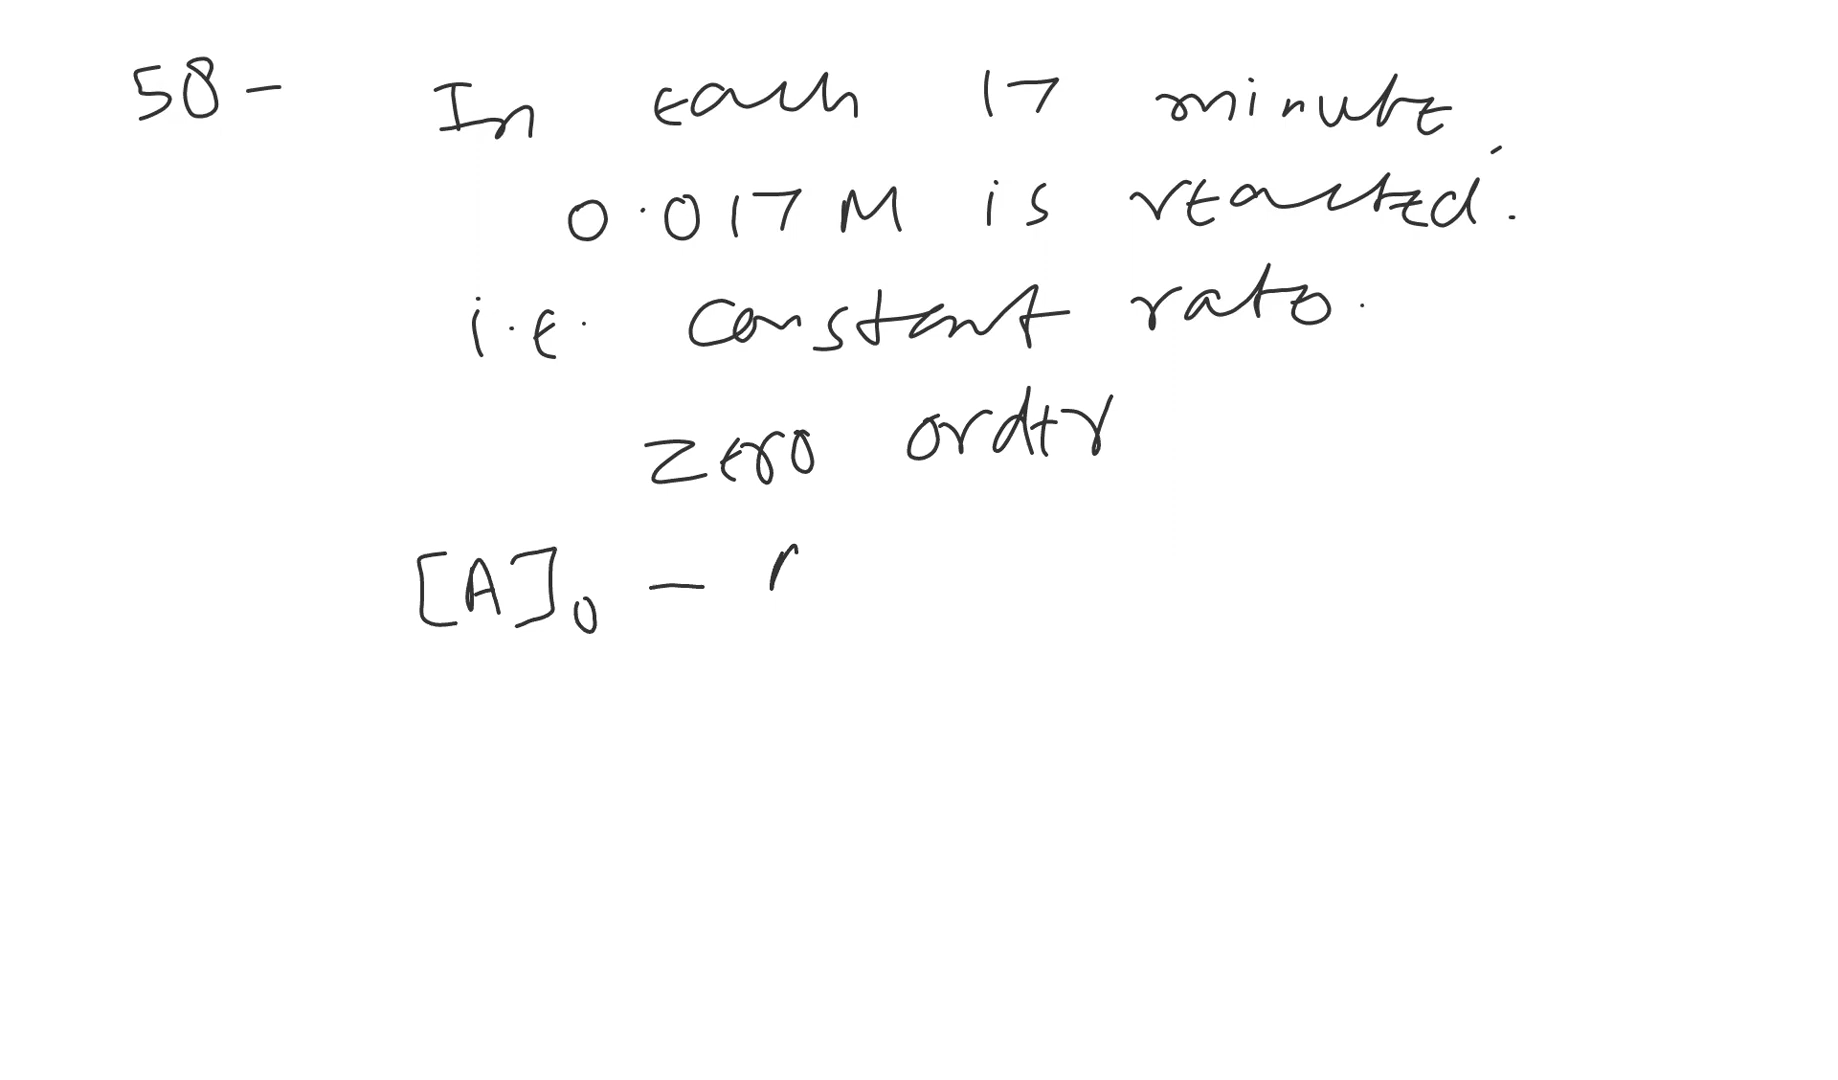 58- In each 17 minute
0.017 M is reacted.
i.e. constant rate.
zero order
[A]₀ - [